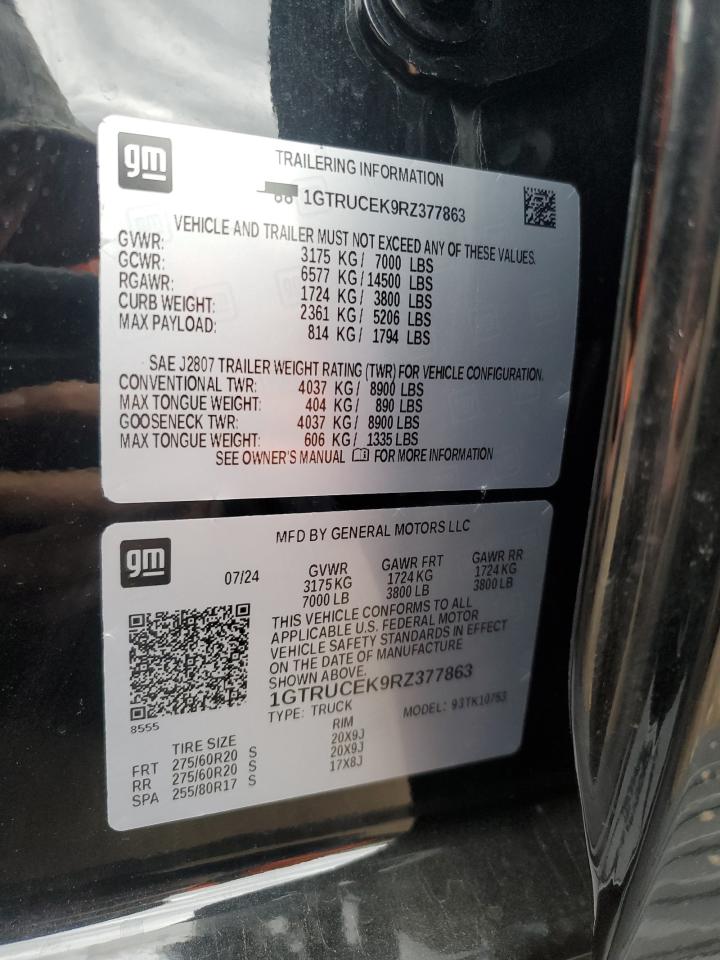 gm
TRAILERING INFORMATION
1GTRUCEK9RZ377863
VEHICLE AND TRAILER MUST NOT EXCEED ANY OF THESE VALUES.
GVWR: 3175 KG / 7000 LBS
GCWR: 6577 KG / 14500 LBS
RGAWR: 1724 KG / 3800 LBS
CURB WEIGHT: 2361 KG / 5206 LBS
MAX PAYLOAD: 814 KG / 1794 LBS
SAE J2807 TRAILER WEIGHT RATING (TWR) FOR VEHICLE CONFIGURATION.
CONVENTIONAL TWR: 4037 KG / 8900 LBS
MAX TONGUE WEIGHT: 404 KG / 890 LBS
GOOSENECK TWR: 4037 KG / 8900 LBS
MAX TONGUE WEIGHT: 606 KG / 1335 LBS
SEE OWNER'S MANUAL FOR MORE INFORMATION
gm
MFD BY GENERAL MOTORS LLC
07/24 GVWR GAWR FRT GAWR RR
3175 KG 1724 KG 1724 KG
7000 LB 3800 LB 3800 LB
THIS VEHICLE CONFORMS TO ALL
APPLICABLE U.S. FEDERAL MOTOR
VEHICLE SAFETY STANDARDS IN EFFECT
ON THE DATE OF MANUFACTURE
SHOWN ABOVE.
1GTRUCEK9RZ377863
8555
TYPE: TRUCK MODEL: 93TK10753
TIRE SIZE RIM
FRT 275/60R20 S 20X9J
RR 275/60R20 S 20X9J
SPA 255/80R17 S 17X8J